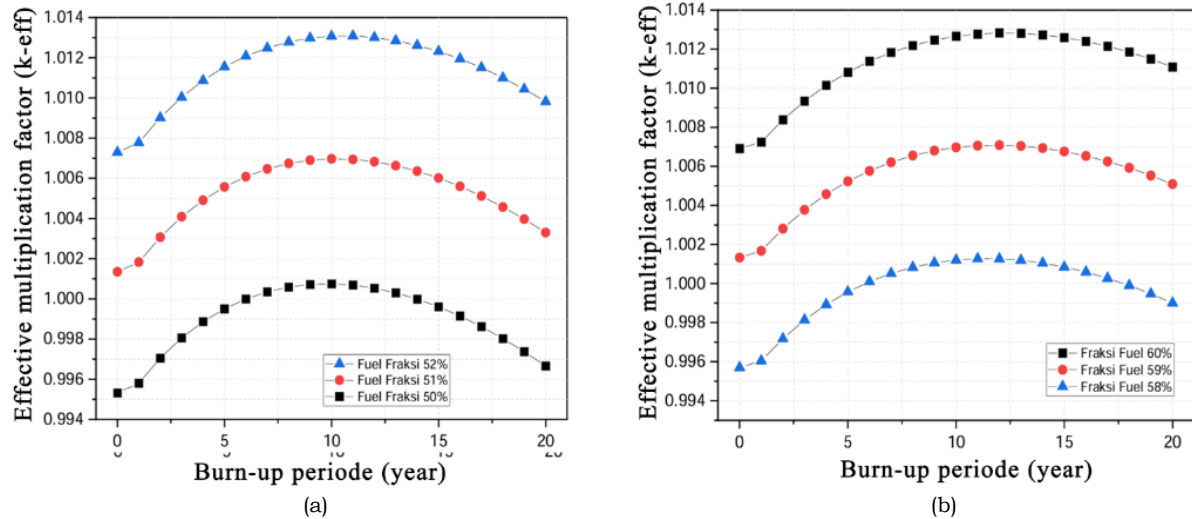 1.014
1.012
1.010
1.008
1.006
1.004
1.002
1.000
0.998
0.996
0.994
Effective multiplication factor (k-eff)
Fuel Fraksi 52%
Fuel Fraksi 51%
Fuel Fraksi 50%
0 5 10 15 20
Burn-up periode (year)
(a)
1.014
1.012
1.010
1.008
1.006
1.004
1.002
1.000
0.998
0.996
0.994
Effective multiplication factor (k-eff)
Fraksi Fuel 60%
Fraksi Fuel 59%
Fraksi Fuel 58%
0 5 10 15 20
Burn-up periode (year)
(b)